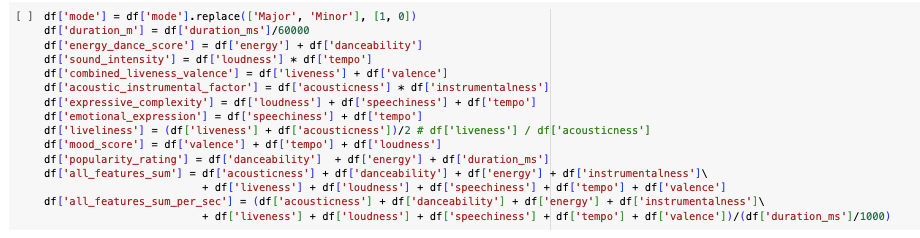 [ ] df['mode'] = df['mode'].replace(['Major', 'Minor'], [1, 0])
df['duration_m'] = df['duration_ms']/60000
df['energy_dance_score'] = df['energy'] + df['danceability']
df['sound_intensity'] = df['loudness'] * df['tempo']
df['combined_liveness_valence'] = df['liveness'] + df['valence']
df['acoustic_instrumental_factor'] = df['acousticness'] * df['instrumentalness']
df['expressive_complexity'] = df['loudness'] + df['speechiness'] + df['tempo']
df['emotional_expression'] = df['speechiness'] + df['tempo']
df['liveliness'] = (df['liveness'] + df['acousticness'])/2 # df['liveness'] / df['acousticness']
df['mood_score'] = df['valence'] + df['tempo'] + df['loudness']
df['popularity_rating'] = df['danceability']  + df['energy'] + df['duration_ms']
df['all_features_sum'] = df['acousticness'] + df['danceability'] + df['energy'] + df['instrumentalness']\
+ df['liveness'] + df['loudness'] + df['speechiness'] + df['tempo'] + df['valence']
df['all_features_sum_per_sec'] = (df['acousticness'] + df['danceability'] + df['energy'] + df['instrumentalness']\
+ df['liveness'] + df['loudness'] + df['speechiness'] + df['tempo'] + df['valence'])/(df['duration_ms']/1000)